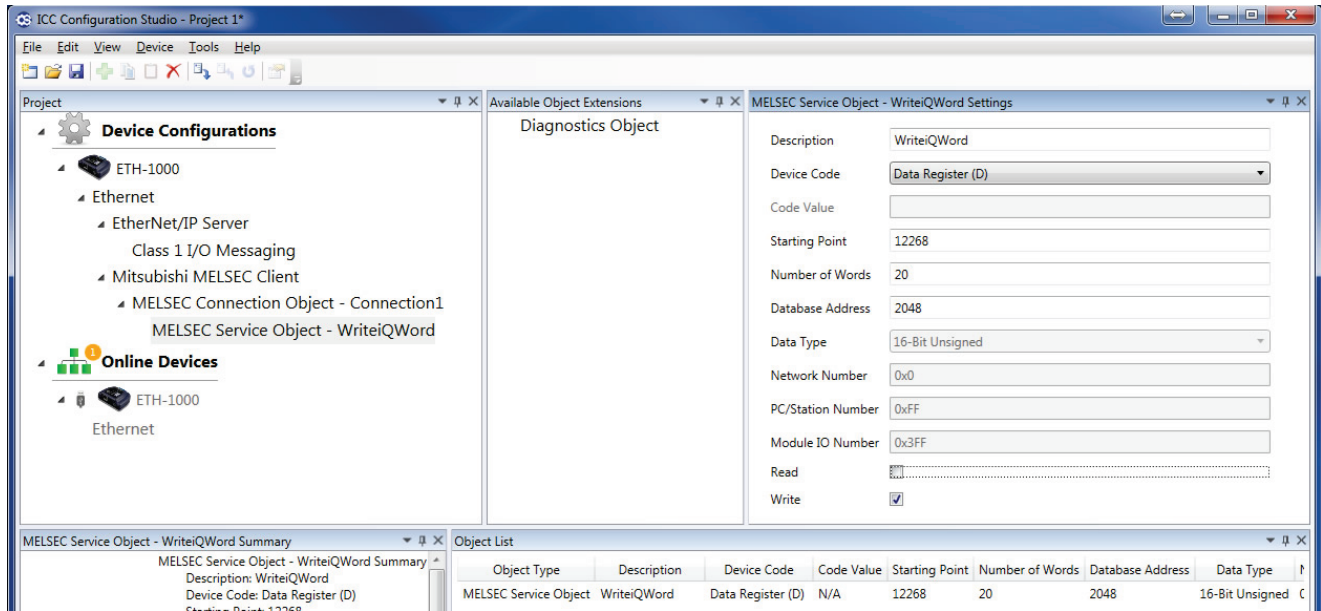 ICC Configuration Studio - Project 1*
File Edit View Device Tools Help
Project
Device Configurations
ETH-1000
Ethernet
EtherNet/IP Server
Class 1 I/O Messaging
Mitsubishi MELSEC Client
MELSEC Connection Object - Connection1
MELSEC Service Object - WriteiQWord
1
Online Devices
ETH-1000
Ethernet
Available Object Extensions
Diagnostics Object
MELSEC Service Object - WriteiQWord Settings
Description WriteiQWord
Device Code Data Register (D)
Code Value
Starting Point 12268
Number of Words 20
Database Address 2048
Data Type 16-Bit Unsigned
Network Number 0x0
PC/Station Number 0xFF
Module IO Number 0x3FF
Read
Write
MELSEC Service Object - WriteiQWord Summary
MELSEC Service Object - WriteiQWord Summary
Description: WriteiQWord
Device Code: Data Register (D)
Starting Point: 12268
Object List
Object Type Description Device Code Code Value Starting Point Number of Words Database Address Data Type
MELSEC Service Object WriteiQWord Data Register (D) N/A 12268 20 2048 16-Bit Unsigned